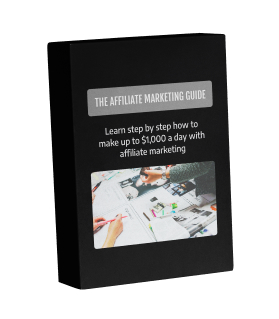 THE AFFILIATE MARKETING GUIDE
Learn step by step how to
make up to $1,000 a day with
affiliate marketing